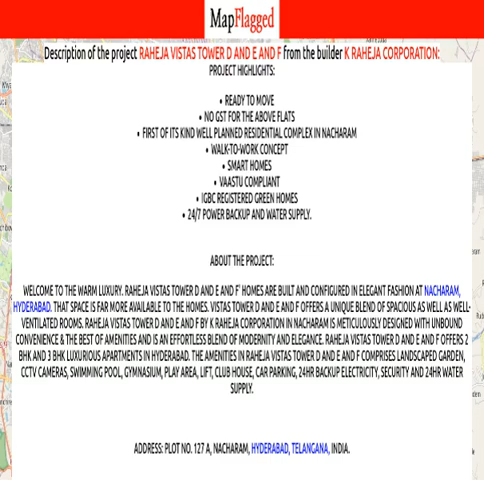 MapFlagged
Description of the project RAHEJA VISTAS TOWER D AND E AND F from the builder K RAHEJA CORPORATION:
PROJECT HIGHLIGHTS:
• READY TO MOVE
• NO GST FOR THE ABOVE FLATS
• FIRST OF ITS KIND WELL PLANNED RESIDENTIAL COMPLEX IN NACHARAM
• WALK-TO-WORK CONCEPT
• SMART HOMES
• VAASTU COMPLIANT
• IGBC REGISTERED GREEN HOMES
• 24/7 POWER BACKUP AND WATER SUPPLY.
ABOUT THE PROJECT:
WELCOME TO THE WARM LUXURY. RAHEJA VISTAS TOWER D AND E AND F' HOMES ARE BUILT AND CONFIGURED IN ELEGANT FASHION AT NACHARAM,
HYDERABAD. THAT SPACE IS FAR MORE AVAILABLE TO THE HOMES. VISTAS TOWER D AND E AND F OFFERS A UNIQUE BLEND OF SPACIOUS AS WELL AS WELL-
VENTILATED ROOMS. RAHEJA VISTAS TOWER D AND E AND F BY K RAHEJA CORPORATION IN NACHARAM IS METICULOUSLY DESIGNED WITH UNBOUND
CONVENIENCE & THE BEST OF AMENITIES AND IS AN EFFORTLESS BLEND OF MODERNITY AND ELEGANCE. RAHEJA VISTAS TOWER D AND E AND F OFFERS 2
BHK AND 3 BHK LUXURIOUS APARTMENTS IN HYDERABAD. THE AMENITIES IN RAHEJA VISTAS TOWER D AND E AND F COMPRISES LANDSCAPED GARDEN,
CCTV CAMERAS, SWIMMING POOL, GYMNASIUM, PLAY AREA, LIFT, CLUB HOUSE, CAR PARKING, 24HR BACKUP ELECTRICITY, SECURITY AND 24HR WATER
SUPPLY.
ADDRESS: PLOT NO. 127 A, NACHARAM, HYDERABAD, TELANGANA, INDIA.